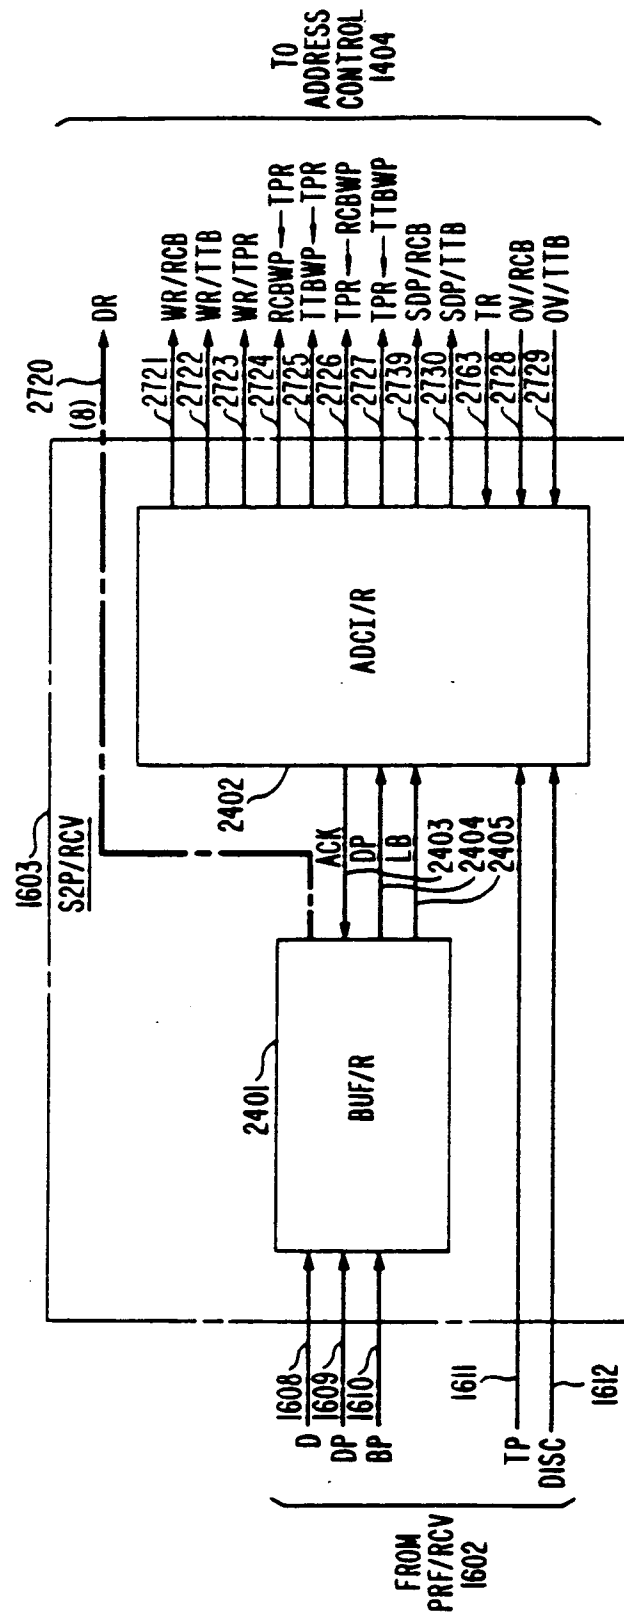 1603
S2P/RCV
2720
(8)
DR
2721
WR/RCB
2722
WR/TTB
2723
WR/TPR
2724
RCBWP ← TPR
2725
TTBWP ← TPR
2726
TPR ← RCBWP
2727
TPR ← TTBWP
2739
SDP/RCB
2730
SDP/TTB
2763
TR
2728
OV/RCB
2729
OV/TTB
TO
ADDRESS
CONTROL
1404
2402
ADCI/R
ACK
DP
LB
2403
2404
2405
2401
BUF/R
1608
D
1609
DP
1610
BP
1611
TP
1612
DISC
FROM
PRF/RCV
1602